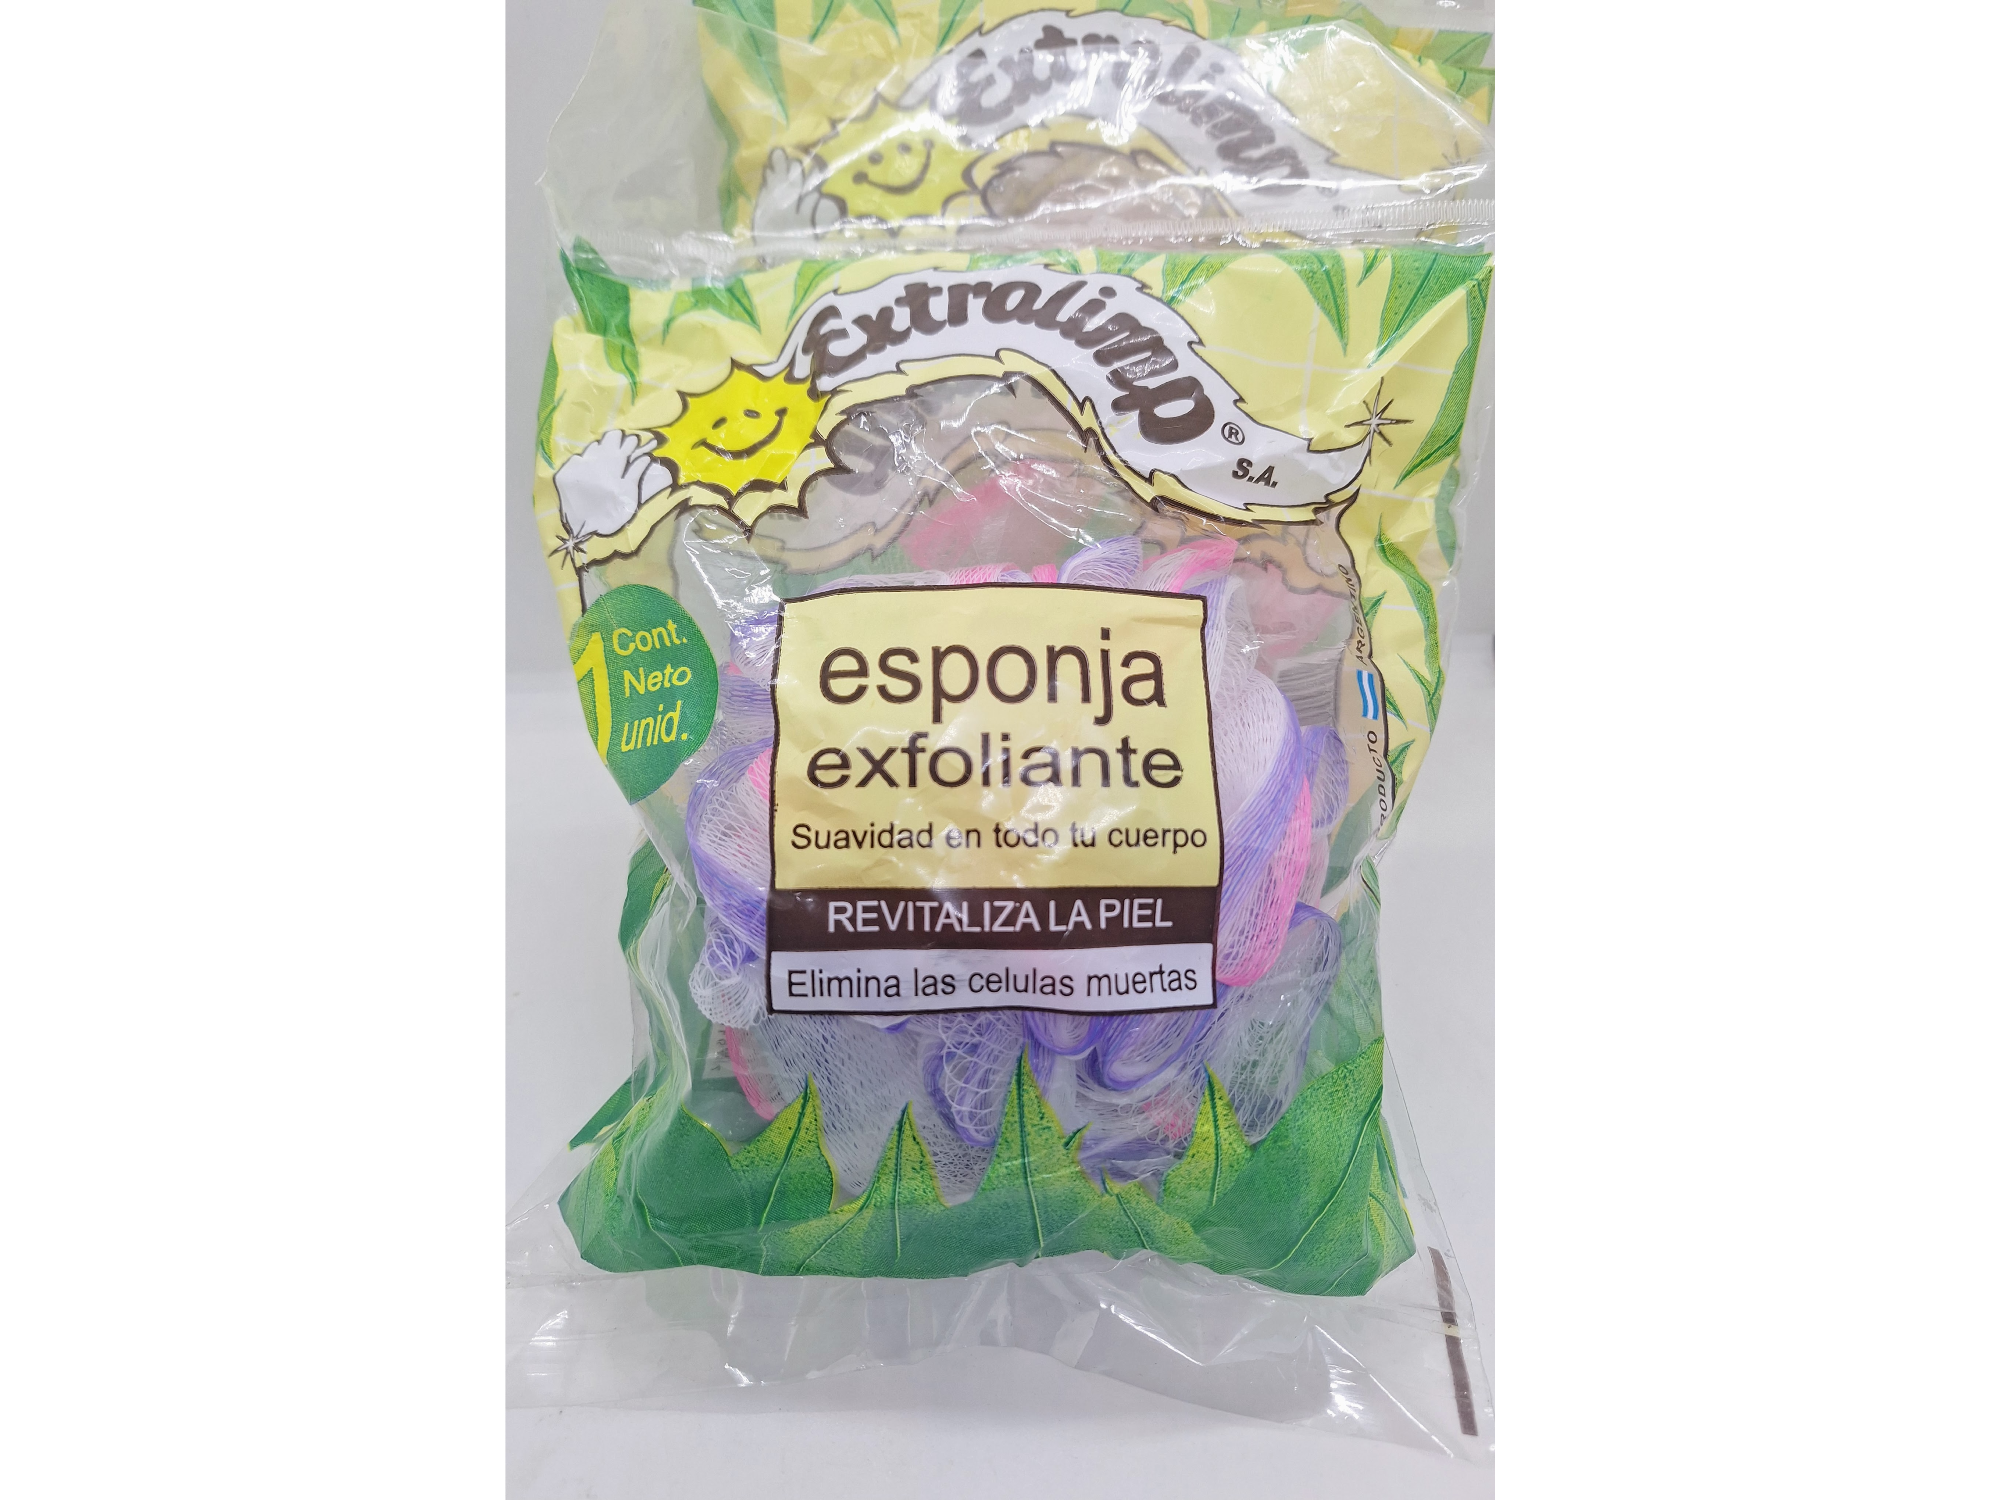 Extralimp
Extralimp®
S.A.
1 Cont.
Neto
unid.
esponja
exfoliante
Suavidad en todo tu cuerpo
REVITALIZA LA PIEL
Elimina las celulas muertas
PRODUCTO ARGENTINO